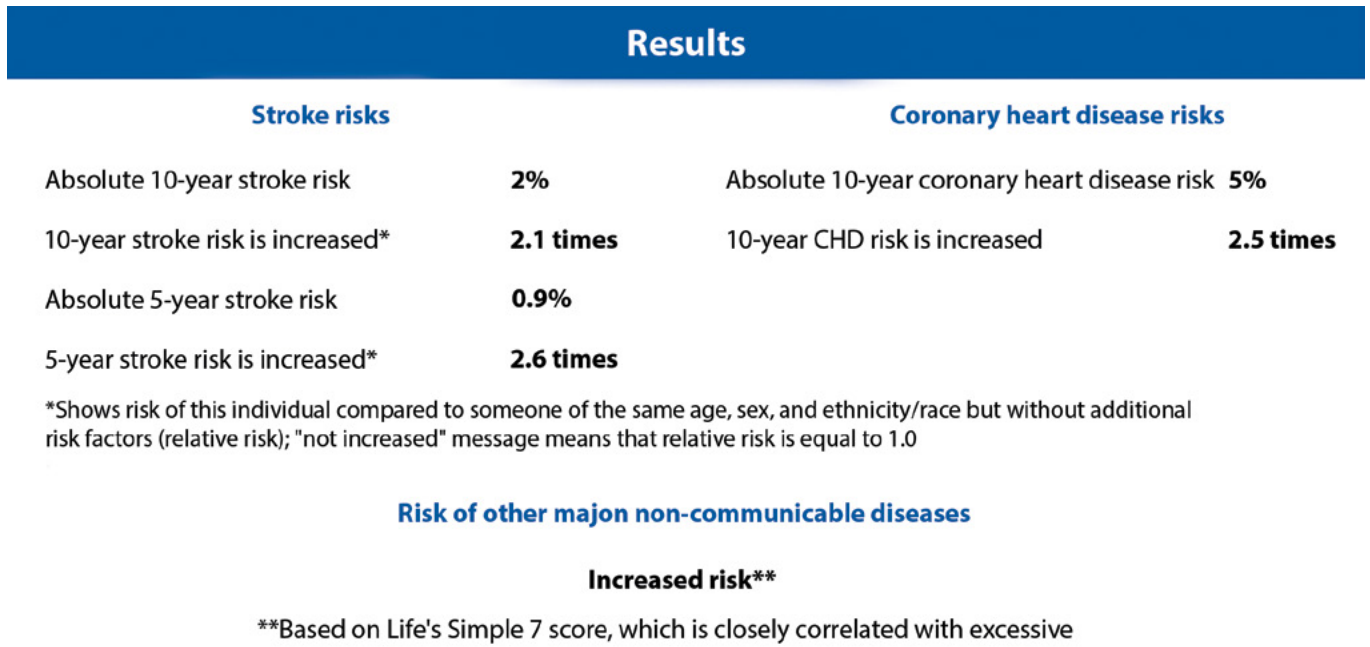 Results
Stroke risks
Absolute 10-year stroke risk 2%
10-year stroke risk is increased* 2.1 times
Absolute 5-year stroke risk 0.9%
5-year stroke risk is increased* 2.6 times
Coronary heart disease risks
Absolute 10-year coronary heart disease risk 5%
10-year CHD risk is increased 2.5 times
*Shows risk of this individual compared to someone of the same age, sex, and ethnicity/race but without additional
risk factors (relative risk); "not increased" message means that relative risk is equal to 1.0
Risk of other majon non-communicable diseases
Increased risk**
**Based on Life's Simple 7 score, which is closely correlated with excessive